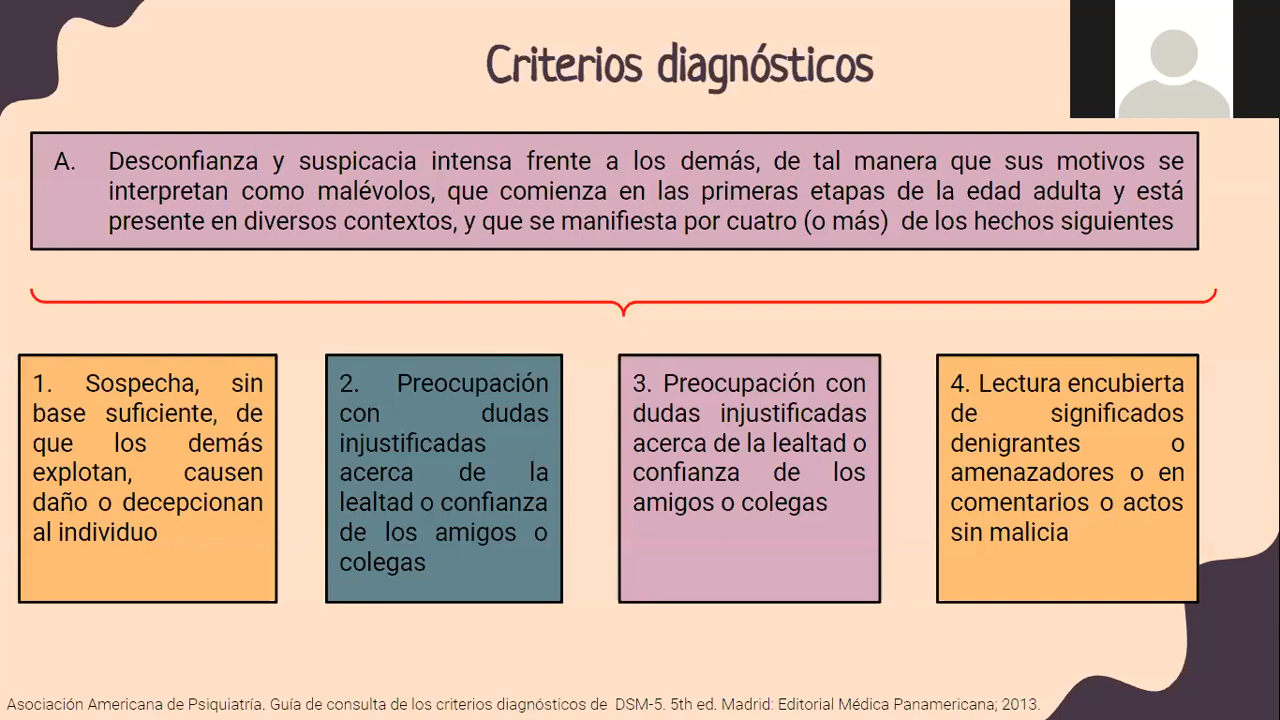 Criterios diagnósticos
A. Desconfianza y suspicacia intensa frente a los demás, de tal manera que sus motivos se
interpretan como malévolos, que comienza en las primeras etapas de la edad adulta y está
presente en diversos contextos, y que se manifiesta por cuatro (o más) de los hechos siguientes
1. Sospecha, sin
base suficiente, de
que los demás
explotan, causen
daño o decepcionan
al individuo
2. Preocupación
con dudas
injustificadas
acerca de la
lealtad o confianza
de los amigos o
colegas
3. Preocupación con
dudas injustificadas
acerca de la lealtad o
confianza de los
amigos o colegas
4. Lectura encubierta
de significados
denigrantes o
amenazadores o en
comentarios o actos
sin malicia
Asociación Americana de Psiquiatría. Guía de consulta de los criterios diagnósticos de DSM-5. 5th ed. Madrid: Editorial Médica Panamericana; 2013.